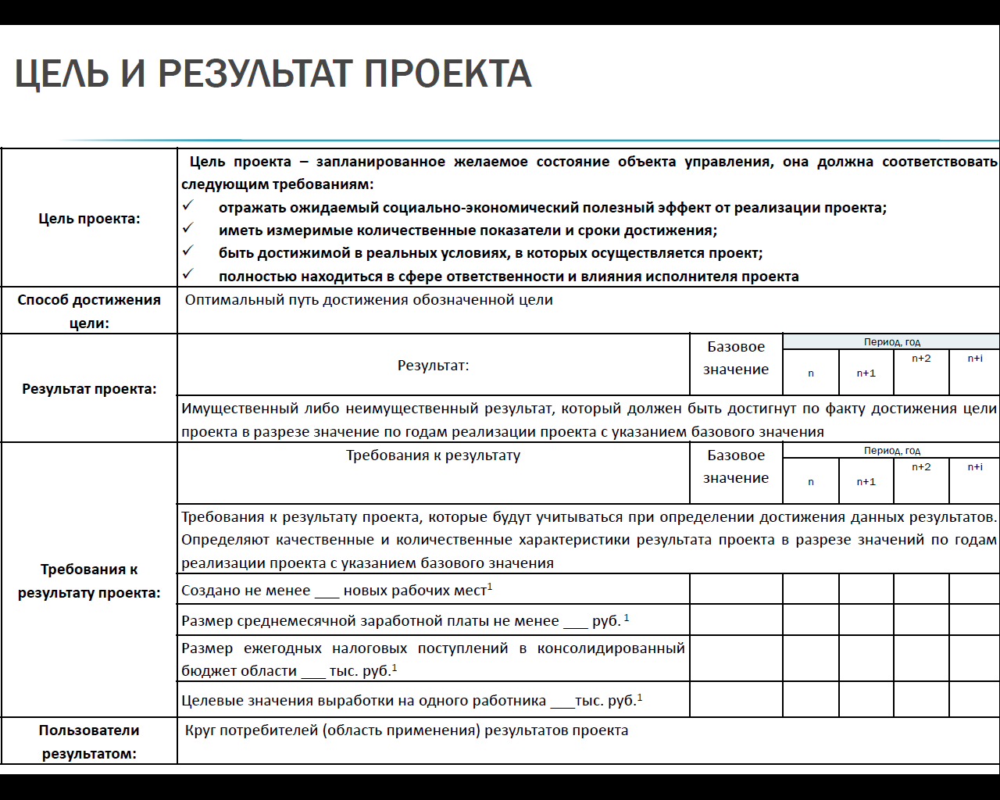 ЦЕЛЬ И РЕЗУЛЬТАТ ПРОЕКТА
Цель проекта:
Цель проекта – запланированное желаемое состояние объекта управления, она должна соответствовать
следующим требованиям:
✓ отражать ожидаемый социально-экономический полезный эффект от реализации проекта;
✓ иметь измеримые количественные показатели и сроки достижения;
✓ быть достижимой в реальных условиях, в которых осуществляется проект;
✓ полностью находиться в сфере ответственности и влияния исполнителя проекта
Способ достижения
цели:
Оптимальный путь достижения обозначенной цели
Результат проекта:
Результат:
Базовое
значение
Период, год
n
n+1
n+2
n+i
Имущественный либо неимущественный результат, который должен быть достигнут по факту достижения цели
проекта в разрезе значение по годам реализации проекта с указанием базового значения
Требования к
результату проекта:
Требования к результату
Базовое
значение
Период, год
n
n+1
n+2
n+i
Требования к результату проекта, которые будут учитываться при определении достижения данных результатов.
Определяют качественные и количественные характеристики результата проекта в разрезе значений по годам
реализации проекта с указанием базового значения
Создано не менее ___ новых рабочих мест¹
Размер среднемесячной заработной платы не менее ___ руб. ¹
Размер ежегодных налоговых поступлений в консолидированный
бюджет области ___ тыс. руб.¹
Целевые значения выработки на одного работника ___тыс. руб.¹
Пользователи
результатом:
Круг потребителей (область применения) результатов проекта